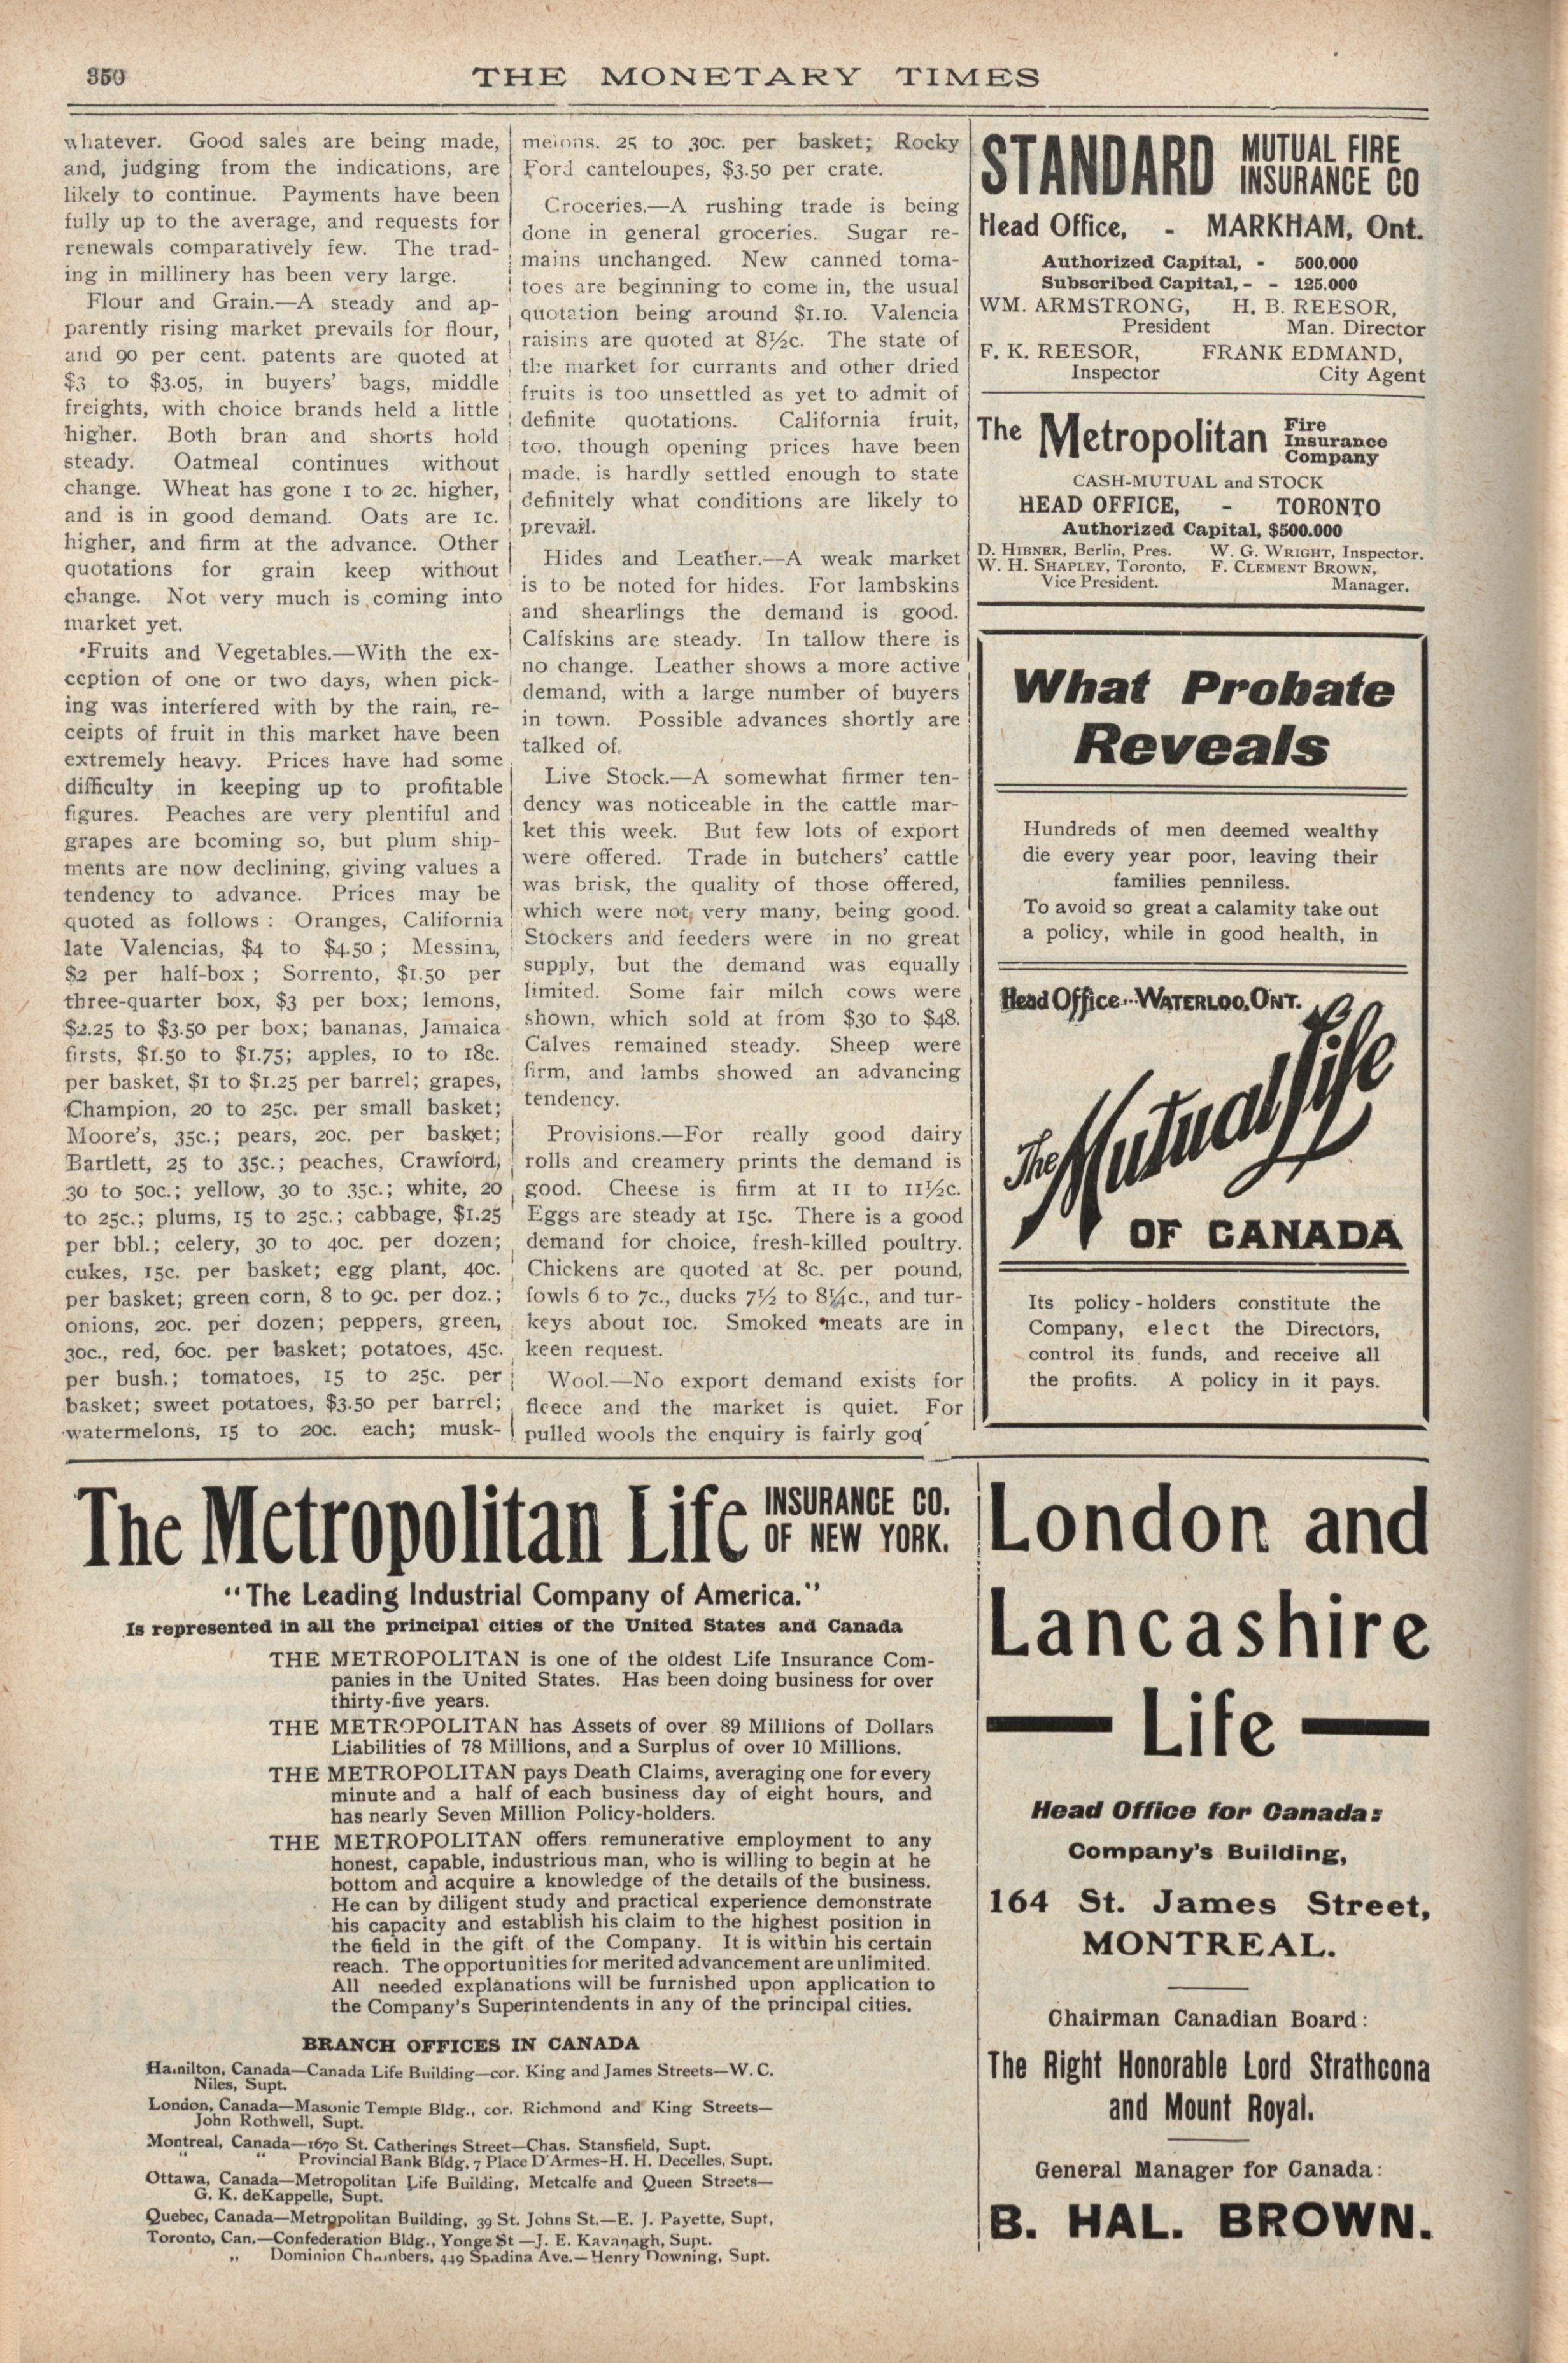 350
THE MONETARY TIMES
whatever. Good sales are being made,
and, judging from the indications, are
likely to continue. Payments have been
fully up to the average, and requests for
renewals comparatively few. The trad-
ing in millinery has been very large.
Flour and Grain.—A steady and ap-
parently rising market prevails for flour,
and 90 per cent. patents are quoted at
$3 to $3.05, in buyers' bags, middle
freights, with choice brands held a little
higher. Both bran and shorts hold
steady. Oatmeal continues without
change. Wheat has gone 1 to 2c. higher,
and is in good demand. Oats are 1c.
higher, and firm at the advance. Other
quotations for grain keep without
change. Not very much is coming into
market yet.
Fruits and Vegetables.—With the ex-
ception of one or two days, when pick-
ing was interfered with by the rain, re-
ceipts of fruit in this market have been
extremely heavy. Prices have had some
difficulty in keeping up to profitable
figures. Peaches are very plentiful and
grapes are bcoming so, but plum ship-
ments are now declining, giving values a
tendency to advance. Prices may be
quoted as follows: Oranges, California
late Valencias, $4 to $4.50; Messina,
$2 per half-box; Sorrento, $1.50 per
three-quarter box, $3 per box; lemons,
$2.25 to $3.50 per box; bananas, Jamaica
firsts, $1.50 to $1.75; apples, 10 to 18c.
per basket, $1 to $1.25 per barrel; grapes,
Champion, 20 to 25c. per small basket;
Moore's, 35c.; pears, 20c. per basket;
Bartlett, 25 to 35c.; peaches, Crawford,
30 to 50c.; yellow, 30 to 35c.; white, 20
to 25c.; plums, 15 to 25c.; cabbage, $1.25
per bbl.; celery, 30 to 40c. per dozen;
cukes, 15c. per basket; egg plant, 40c.
per basket; green corn, 8 to 9c. per doz.;
onions, 20c. per dozen; peppers, green,
30c., red, 60c. per basket; potatoes, 45c.
per bush.; tomatoes, 15 to 25c. per
basket; sweet potatoes, $3.50 per barrel;
watermelons, 15 to 20c. each; musk-
melons. 25 to 30c. per basket; Rocky
Ford canteloupes, $3.50 per crate.
Croceries.—A rushing trade is being
done in general groceries. Sugar re-
mains unchanged. New canned toma-
toes are beginning to come in, the usual
quotation being around $1.10. Valencia
raisins are quoted at 8½c. The state of
the market for currants and other dried
fruits is too unsettled as yet to admit of
definite quotations. California fruit,
too, though opening prices have been
made, is hardly settled enough to state
definitely what conditions are likely to
prevail.
Hides and Leather.—A weak market
is to be noted for hides. For lambskins
and shearlings the demand is good.
Calfskins are steady. In tallow there is
no change. Leather shows a more active
demand, with a large number of buyers
in town. Possible advances shortly are
talked of.
Live Stock.—A somewhat firmer ten-
dency was noticeable in the cattle mar-
ket this week. But few lots of export
were offered. Trade in butchers' cattle
was brisk, the quality of those offered,
which were not very many, being good.
Stockers and feeders were in no great
supply, but the demand was equally
limited. Some fair milch cows were
shown, which sold at from $30 to $48.
Calves remained steady. Sheep were
firm, and lambs showed an advancing
tendency.
Provisions.—For really good dairy
rolls and creamery prints the demand is
good. Cheese is firm at 11 to 11½c.
Eggs are steady at 15c. There is a good
demand for choice, fresh-killed poultry.
Chickens are quoted at 8c. per pound,
fowls 6 to 7c., ducks 7½ to 8¼c., and tur-
keys about 10c. Smoked meats are in
keen request.
Wool.—No export demand exists for
fleece and the market is quiet. For
pulled wools the enquiry is fairly
STANDARD MUTUAL FIRE INSURANCE CO
Head Office, - MARKHAM, Ont.
Authorized Capital, - 500.000
Subscribed Capital, - - 125.000
WM. ARMSTRONG, H. B. REESOR,
President Man. Director
F. K. REESOR, FRANK EDMAND,
Inspector City Agent
The Metropolitan Fire Insurance Company
CASH-MUTUAL and STOCK
HEAD OFFICE, - TORONTO
Authorized Capital, $500.000
D. HIBNER, Berlin, Pres. W. G. WRIGHT, Inspector.
W. H. SHAPLEY, Toronto, F. CLEMENT BROWN,
Vice President. Manager.
What Probate
Reveals
Hundreds of men deemed wealthy
die every year poor, leaving their
families penniless.
To avoid so great a calamity take out
a policy, while in good health, in
Head Office...WATERLOO, ONT.
The Mutual Life
OF CANADA
Its policy-holders constitute the
Company, elect the Directors,
control its funds, and receive all
the profits. A policy in it pays.
The Metropolitan Life INSURANCE CO. OF NEW YORK.
"The Leading Industrial Company of America."
Is represented in all the principal cities of the United States and Canada
THE METROPOLITAN is one of the oldest Life Insurance Com-
panies in the United States. Has been doing business for over
thirty-five years.
THE METROPOLITAN has Assets of over 89 Millions of Dollars
Liabilities of 78 Millions, and a Surplus of over 10 Millions.
THE METROPOLITAN pays Death Claims, averaging one for every
minute and a half of each business day of eight hours, and
has nearly Seven Million Policy-holders.
THE METROPOLITAN offers remunerative employment to any
honest, capable, industrious man, who is willing to begin at he
bottom and acquire a knowledge of the details of the business.
He can by diligent study and practical experience demonstrate
his capacity and establish his claim to the highest position in
the field in the gift of the Company. It is within his certain
reach. The opportunities for merited advancement are unlimited.
All needed explanations will be furnished upon application to
the Company's Superintendents in any of the principal cities.
BRANCH OFFICES IN CANADA
Hamilton, Canada—Canada Life Building—cor. King and James Streets—W. C.
Niles, Supt.
London, Canada—Masonic Temple Bldg., cor. Richmond and King Streets—
John Rothwell, Supt.
Montreal, Canada—1670 St. Catherines Street—Chas. Stansfield, Supt.
" " Provincial Bank Bldg, 7 Place D'Armes-H. H. Decelles, Supt.
Ottawa, Canada—Metropolitan Life Building, Metcalfe and Queen Streets—
G. K. deKappelle, Supt.
Quebec, Canada—Metropolitan Building, 39 St. Johns St.—E. J. Payette, Supt,
Toronto, Can.—Confederation Bldg., Yonge St—J. E. Kavanagh, Supt.
" Dominion Chambers, 449 Spadina Ave.—Henry Downing, Supt.
London and
Lancashire
Life
Head Office for Canada:
Company's Building,
164 St. James Street,
MONTREAL.
Chairman Canadian Board:
The Right Honorable Lord Strathcona
and Mount Royal.
General Manager for Canada:
B. HAL. BROWN.